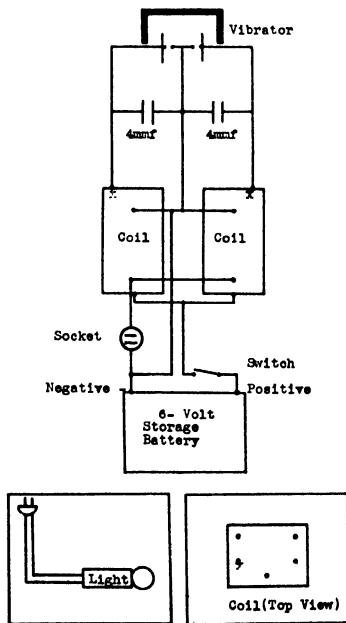 Vibrator
4mmf 4mmf
Coil Coil
Socket
Switch
Negative Positive
6- Volt
Storage
Battery
Light
Coil(Top View)